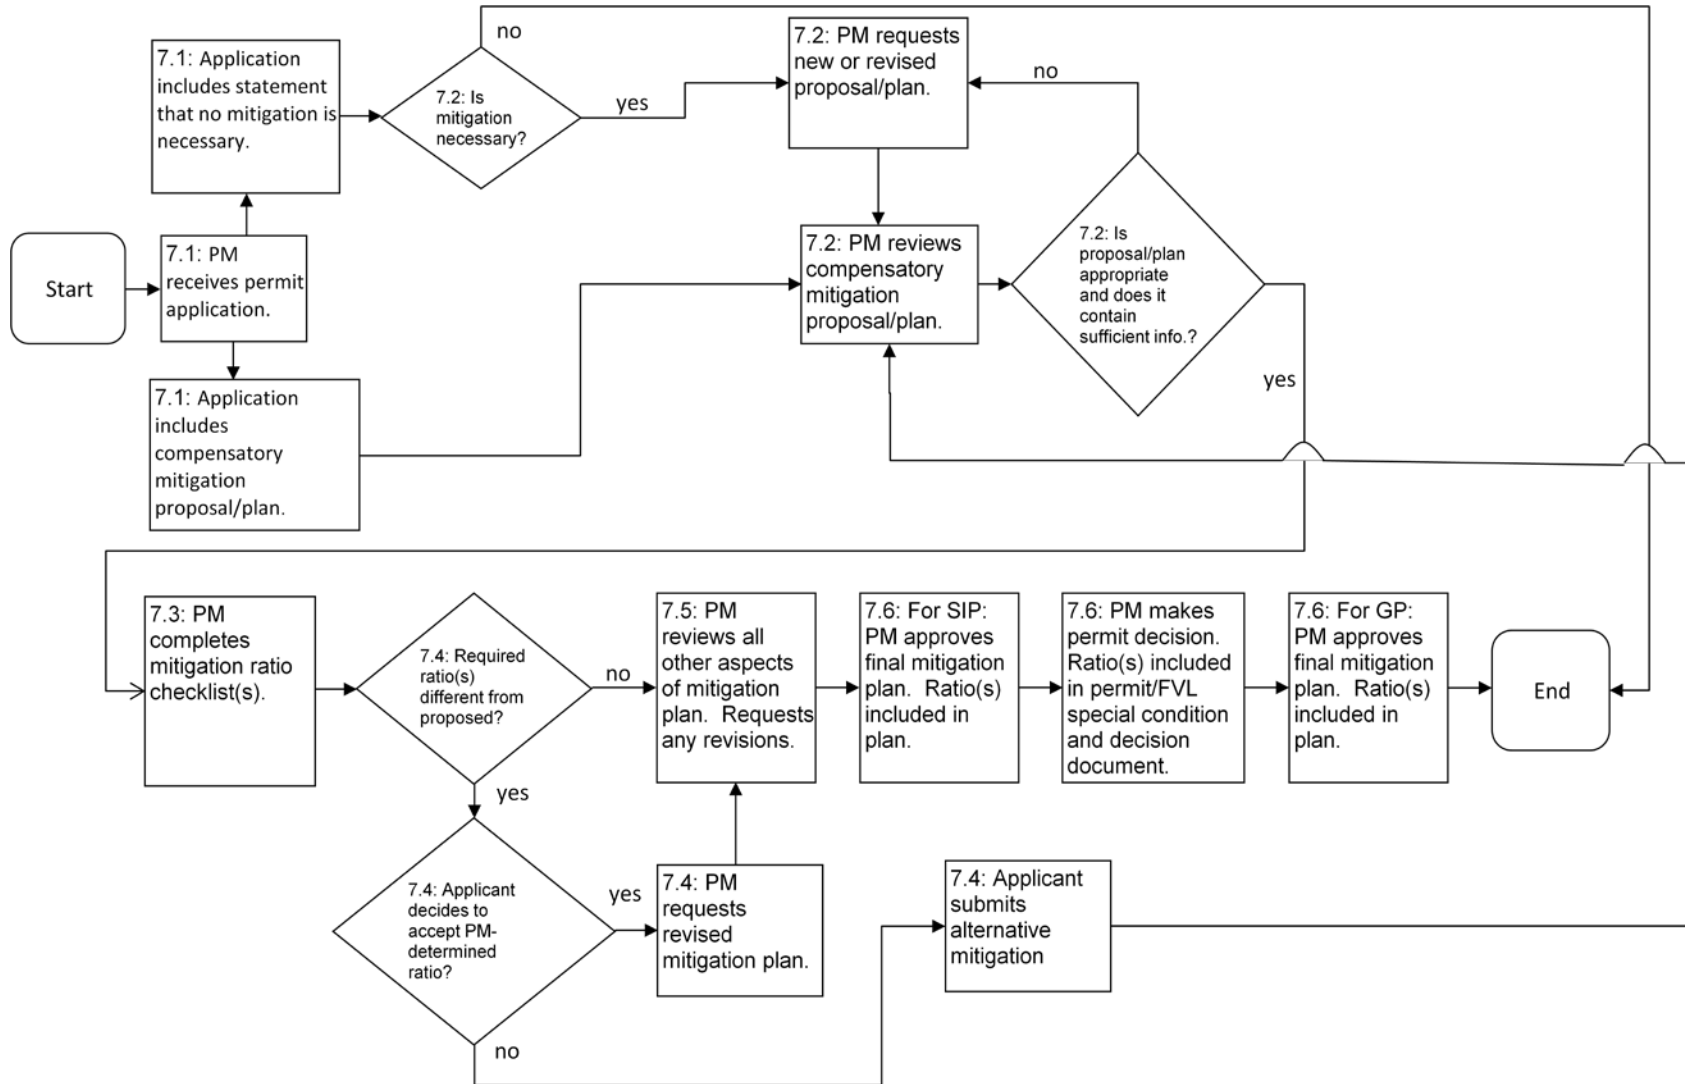 no
7.1: Application
includes statement
that no mitigation is
necessary.
7.2: Is
mitigation
necessary?
yes
7.2: PM requests
new or revised
proposal/plan.
no
Start
7.1: PM
receives permit
application.
7.2: PM reviews
compensatory
mitigation
proposal/plan.
7.2: Is
proposal/plan
appropriate
and does it
contain
sufficient info.?
yes
7.1: Application
includes
compensatory
mitigation
proposal/plan.
7.3: PM
completes
mitigation ratio
checklist(s).
7.4: Required
ratio(s)
different from
proposed?
no
7.5: PM
reviews all
other aspects
of mitigation
plan. Requests
any revisions.
7.6: For SIP:
PM approves
final mitigation
plan. Ratio(s)
included in
plan.
7.6: PM makes
permit decision.
Ratio(s) included
in permit/FVL
special condition
and decision
document.
7.6: For GP:
PM approves
final mitigation
plan. Ratio(s)
included in
plan.
End
yes
7.4: Applicant
decides to
accept PM-
determined
ratio?
yes
7.4: PM
requests
revised
mitigation plan.
7.4: Applicant
submits
alternative
mitigation
no